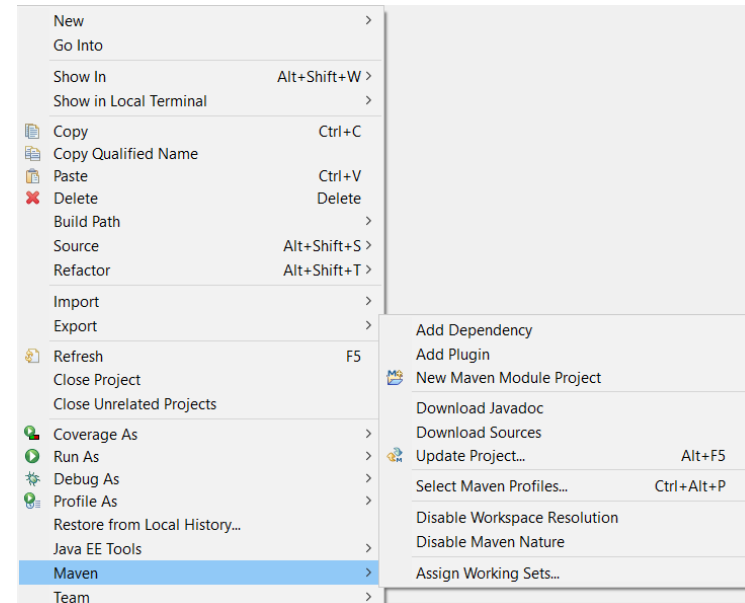 New
Go Into
Show In Alt+Shift+W
Show in Local Terminal
Copy Ctrl+C
Copy Qualified Name
Paste Ctrl+V
Delete Delete
Build Path
Source Alt+Shift+S
Refactor Alt+Shift+T
Import
Export
Refresh F5
Close Project
Close Unrelated Projects
Coverage As
Run As
Debug As
Profile As
Restore from Local History...
Java EE Tools
Maven
Team
Add Dependency
Add Plugin
New Maven Module Project
Download Javadoc
Download Sources
Update Project... Alt+F5
Select Maven Profiles... Ctrl+Alt+P
Disable Workspace Resolution
Disable Maven Nature
Assign Working Sets...